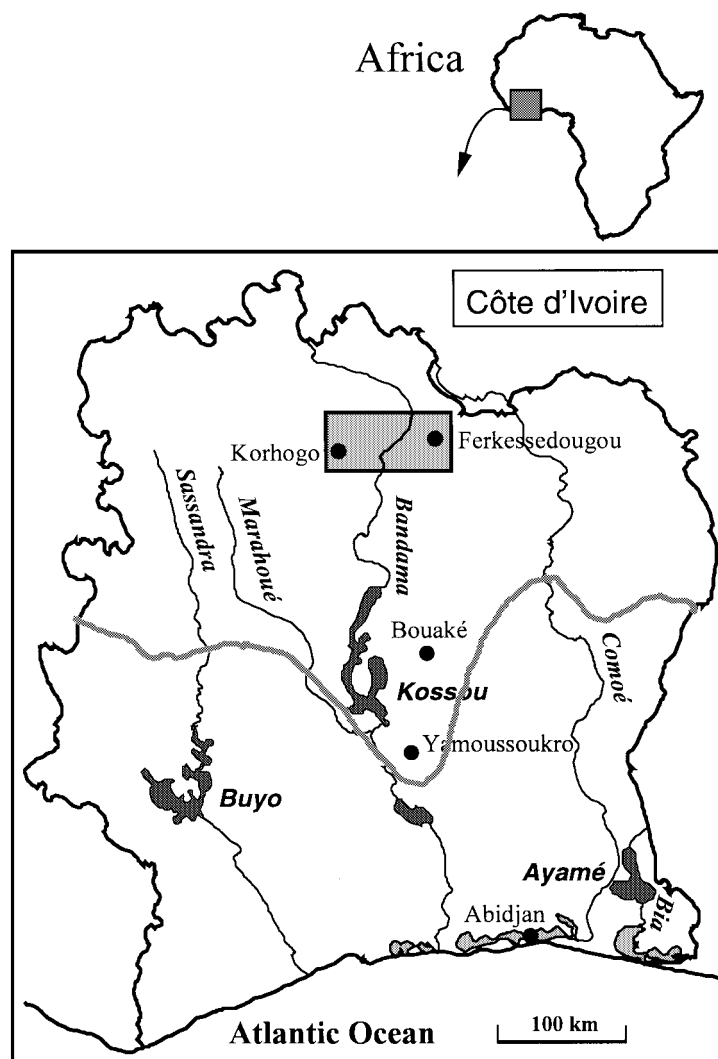 Africa
Côte d'Ivoire
Korhogo
Ferkessedougou
Sassandra
Marahoué
Bandama
Bouaké
Comoé
Kossou
Yamoussoukro
Buyo
Ayamé
Bia
Abidjan
Atlantic Ocean
100 km